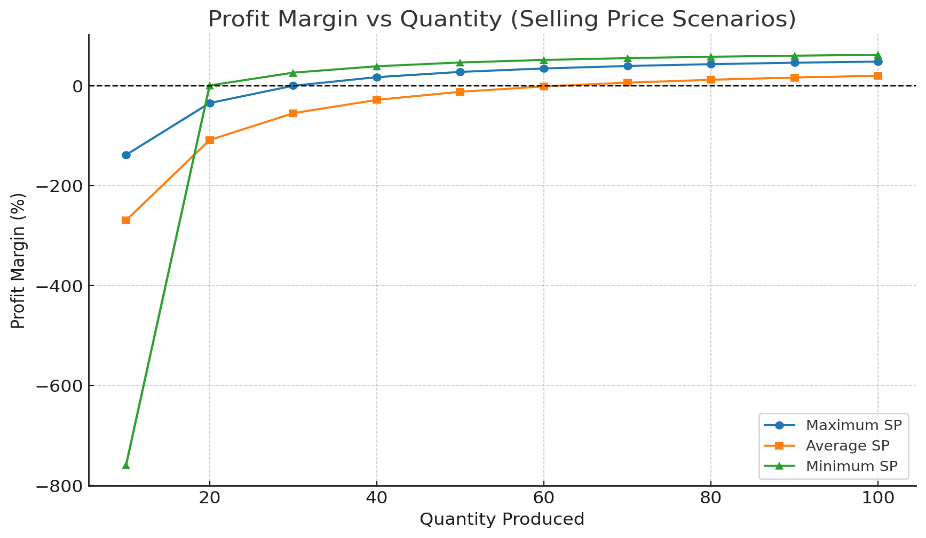 Profit Margin vs Quantity (Selling Price Scenarios)
Profit Margin (%)
0
−200
−400
−600
−800
20 40 60 80 100
Quantity Produced
Maximum SP
Average SP
Minimum SP